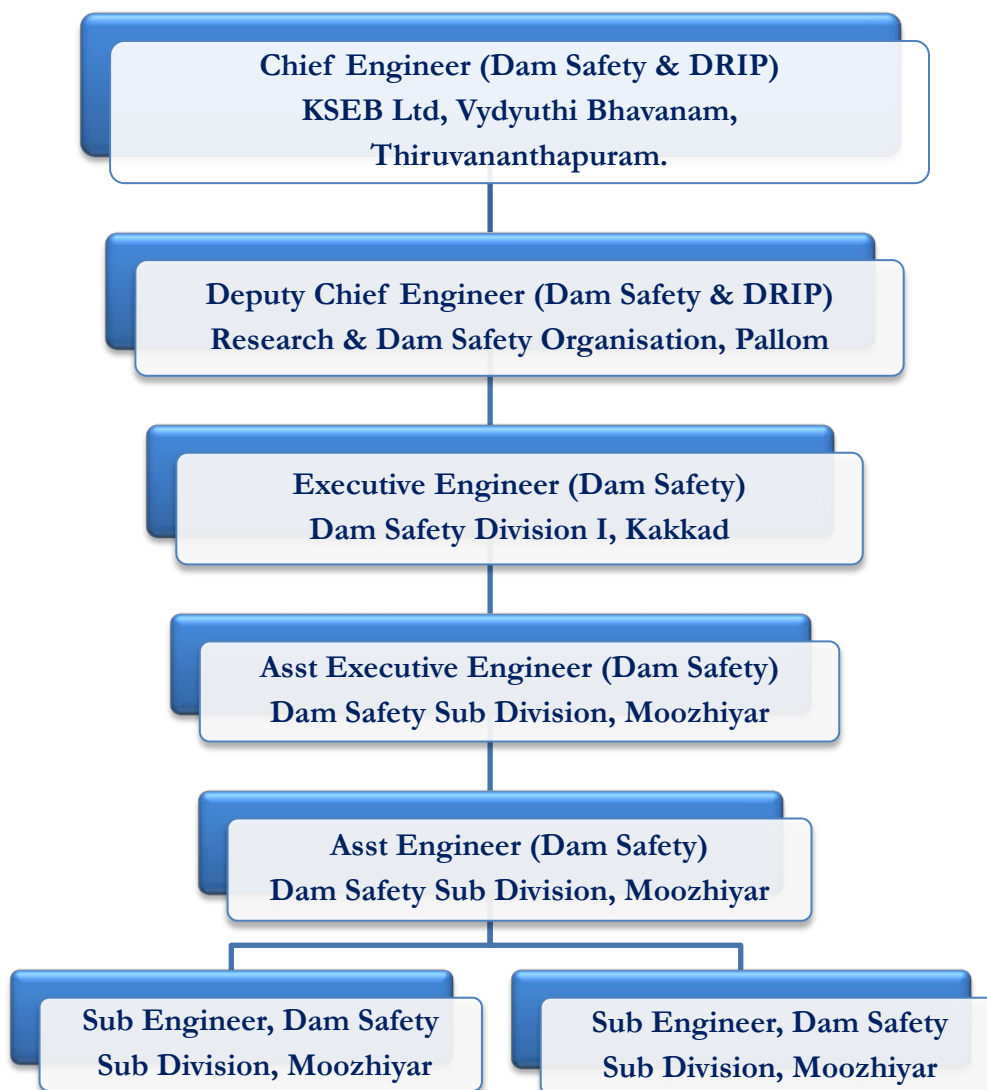 Chief Engineer (Dam Safety & DRIP)
KSEB Ltd, Vydyuthi Bhavanam,
Thiruvananthapuram.
Deputy Chief Engineer (Dam Safety & DRIP)
Research & Dam Safety Organisation, Pallom
Executive Engineer (Dam Safety)
Dam Safety Division I, Kakkad
Asst Executive Engineer (Dam Safety)
Dam Safety Sub Division, Moozhiyar
Asst Engineer (Dam Safety)
Dam Safety Sub Division, Moozhiyar
Sub Engineer, Dam Safety
Sub Division, Moozhiyar
Sub Engineer, Dam Safety
Sub Division, Moozhiyar